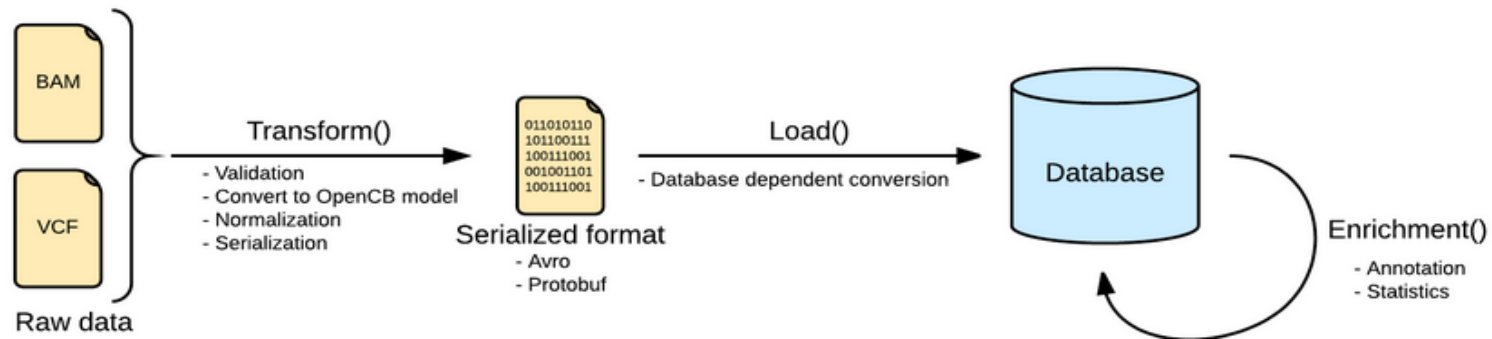 BAM
VCF
Raw data
Transform()
- Validation
- Convert to OpenCB model
- Normalization
- Serialization
011010110
101100111
100111001
001001101
100111001
Serialized format
- Avro
- Protobuf
Load()
- Database dependent conversion
Database
Enrichment()
- Annotation
- Statistics